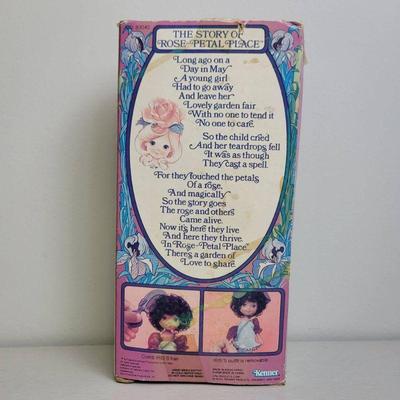 THE STORY OF
ROSE-PETAL PLACE
Long ago on a
Day in May
A young girl
Had to go away
And leave her
Lovely garden fair
With no one to tend it
No one to care.
So the child cried
And her teardrops fell
It was as though
They cast a spell.
For they touched the petals
Of a rose,
And magically
So the story goes
The rose and others
Came alive.
Now it's here they live
And here they thrive.
In Rose-Petal Place
There's a garden of
Love to share.
outfit is removable
Kenner